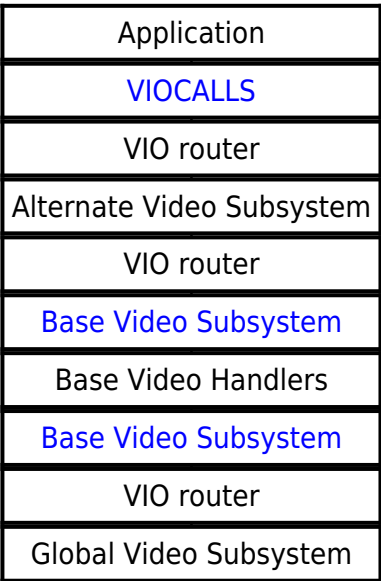 Application
VIOCALLS
VIO router
Alternate Video Subsystem
VIO router
Base Video Subsystem
Base Video Handlers
Base Video Subsystem
VIO router
Global Video Subsystem